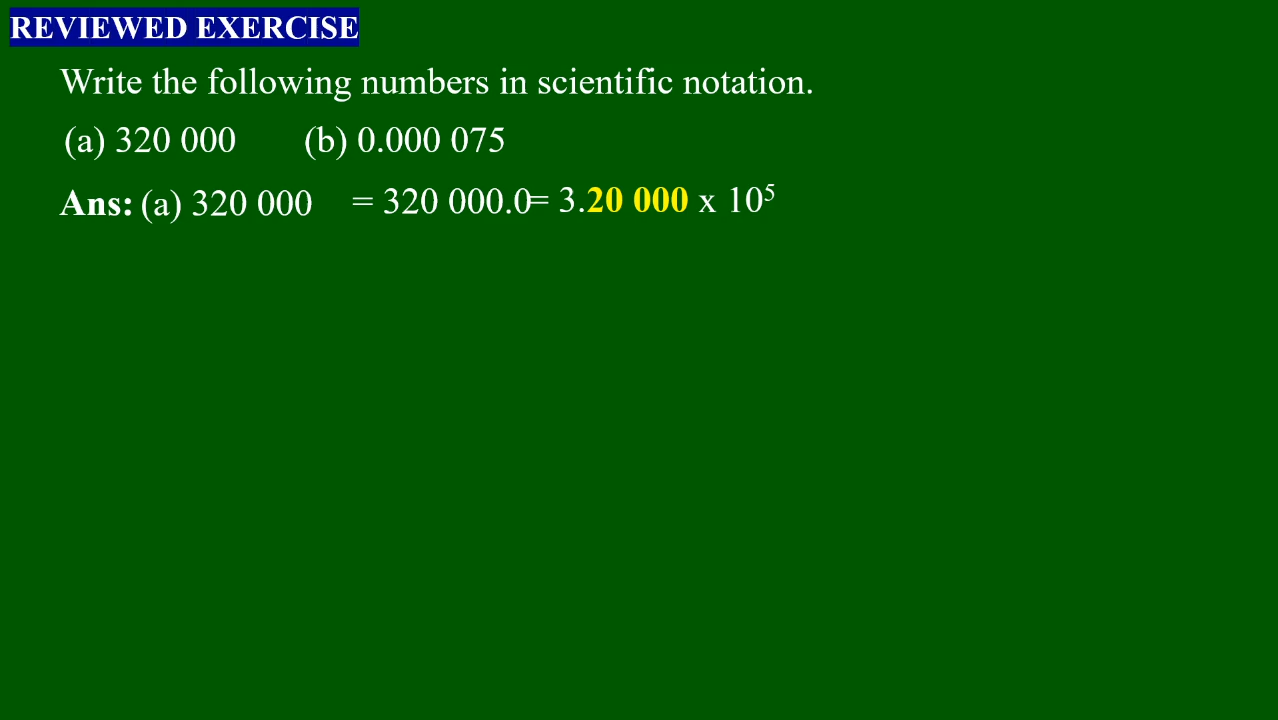 REVIEWED EXERCISE
Write the following numbers in scientific notation.
(a) 320 000 (b) 0.000 075
Ans: (a) 320 000 = 320 000.0= 3.20 000 x 10⁵